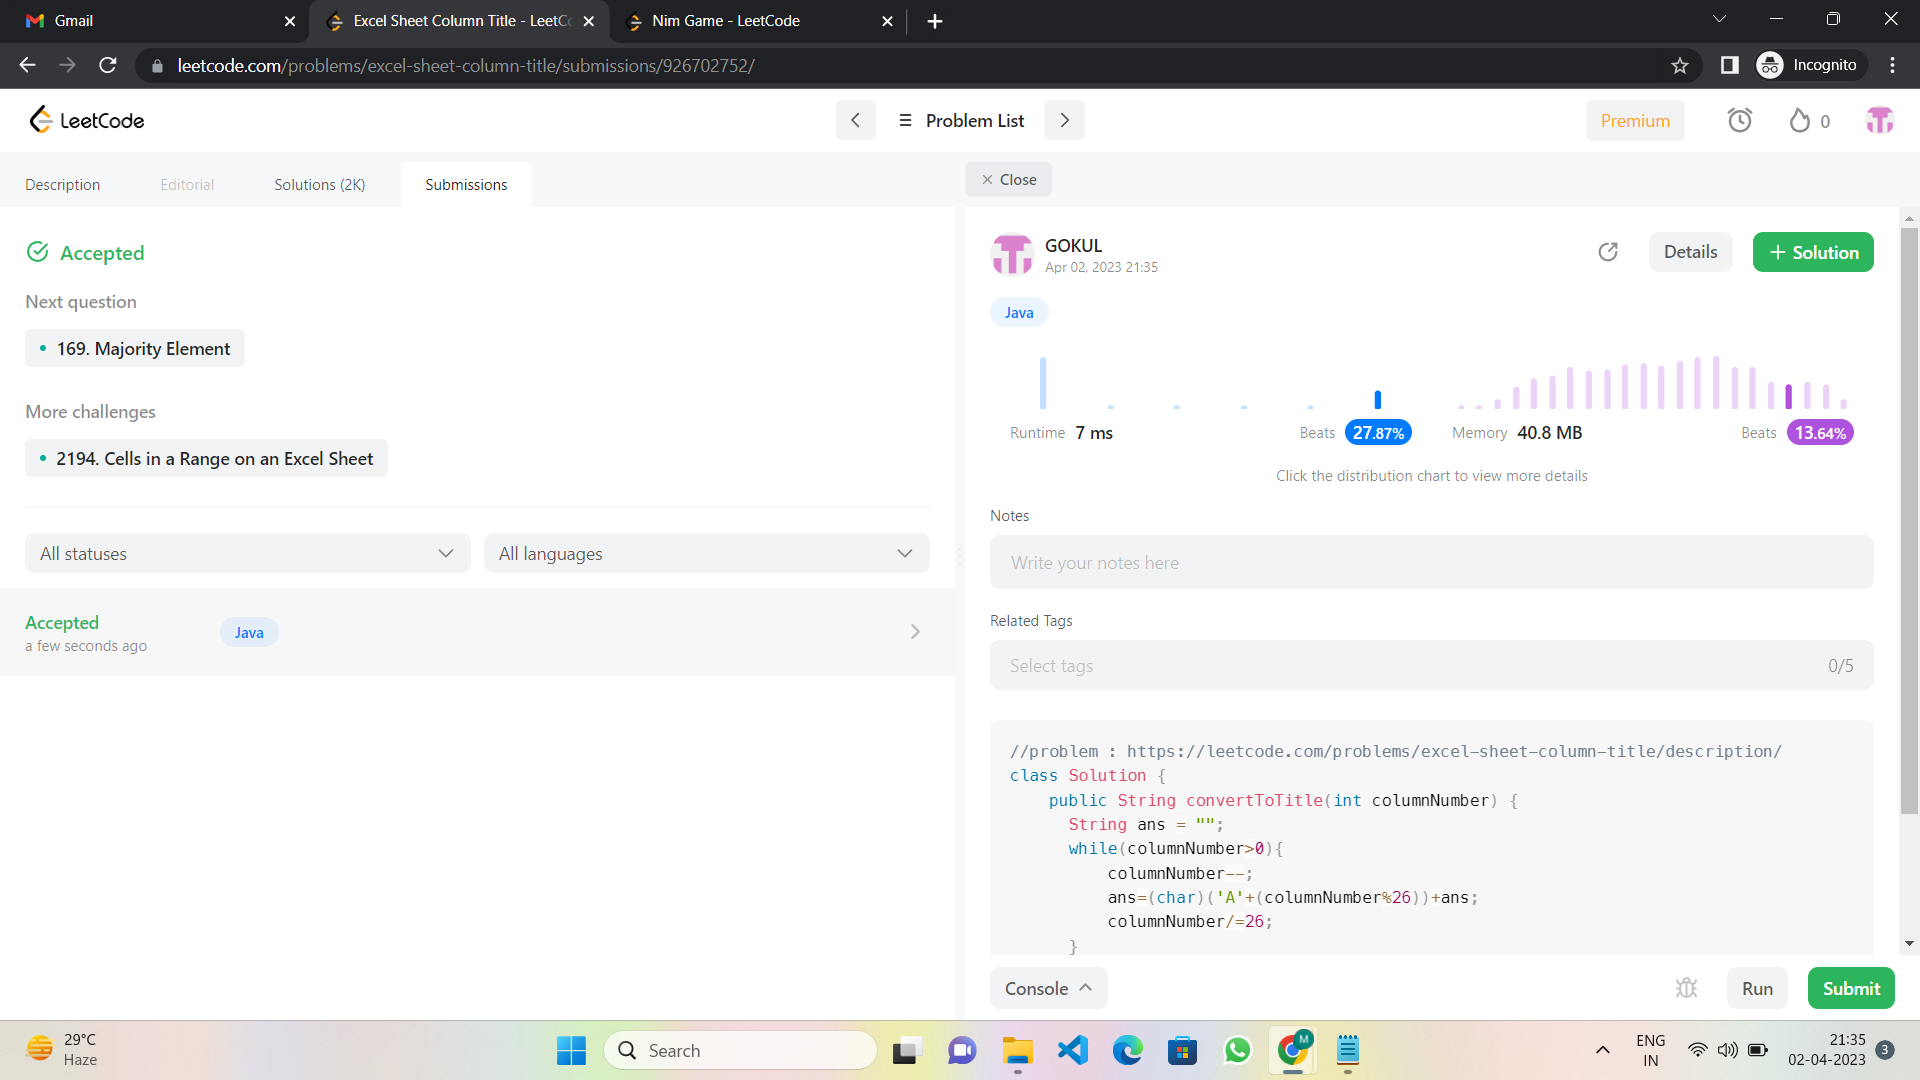 Gmail
Excel Sheet Column Title - LeetCo
Nim Game - LeetCode
leetcode.com/problems/excel-sheet-column-title/submissions/926702752/
Incognito
LeetCode
Problem List
Premium
0
Description
Editorial
Solutions (2K)
Submissions
Close
Accepted
Next question
169. Majority Element
More challenges
2194. Cells in a Range on an Excel Sheet
All statuses
All languages
Accepted
a few seconds ago
Java
GOKUL
Apr 02, 2023 21:35
Details
+ Solution
Java
Runtime 7 ms
Beats 27.87%
Memory 40.8 MB
Beats 13.64%
Click the distribution chart to view more details
Notes
Write your notes here
Related Tags
Select tags
0/5
//problem : https://leetcode.com/problems/excel-sheet-column-title/description/
class Solution {
public String convertToTitle(int columnNumber) {
String ans = "";
while(columnNumber>0){
columnNumber--;
ans=(char)('A'+(columnNumber%26))+ans;
columnNumber/=26;
}
Console
Run
Submit
29°C
Haze
Search
M
ENG
IN
21:35
02-04-2023
3